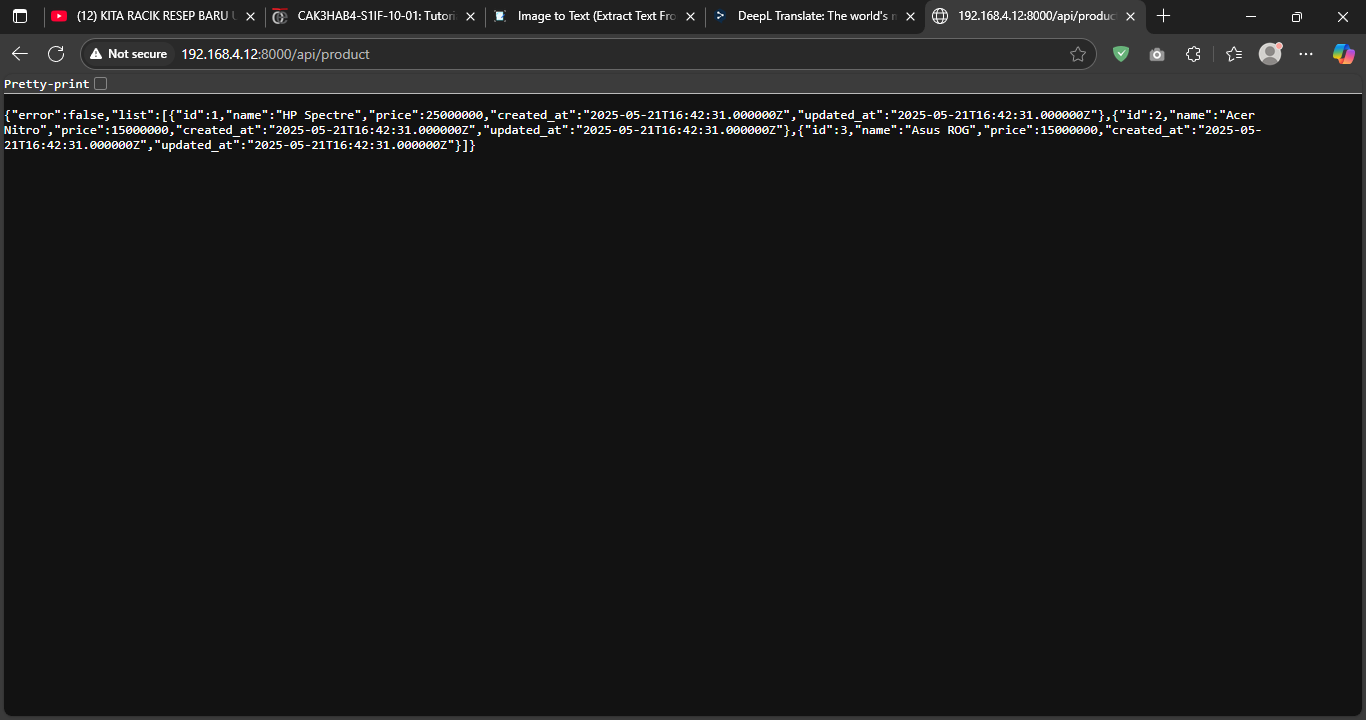 (12) KITA RACIK RESEP BARU
CAK3HAB4-S1IF-10-01: Tutori
Image to Text (Extract Text Fro
DeepL Translate: The world's
192.168.4.12:8000/api/produc
Not secure
192.168.4.12:8000/api/product
Pretty-print
{"error":false,"list":[{"id":1,"name":"HP Spectre","price":25000000,"created_at":"2025-05-21T16:42:31.000000Z","updated_at":"2025-05-21T16:42:31.000000Z"},{"id":2,"name":"Acer
Nitro","price":15000000,"created_at":"2025-05-21T16:42:31.000000Z","updated_at":"2025-05-21T16:42:31.000000Z"},{"id":3,"name":"Asus ROG","price":15000000,"created_at":"2025-05-
21T16:42:31.000000Z","updated_at":"2025-05-21T16:42:31.000000Z"}]}